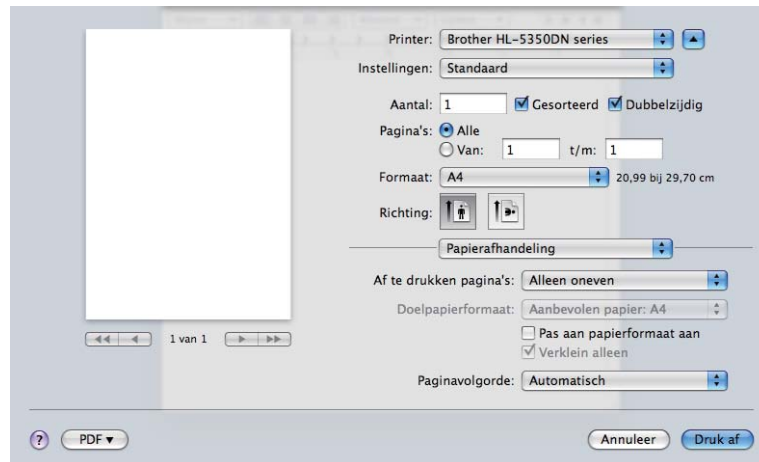 Printer: Brother HL-5350DN series
Instellingen: Standaard
Aantal: 1 Gesorteerd Dubbelzijdig
Pagina's: Alle
Van: 1 t/m: 1
Formaat: A4 20,99 bij 29,70 cm
Richting:
Papierafhandeling
Af te drukken pagina's: Alleen oneven
Doelpapierformaat: Aanbevolen papier: A4
Pas aan papierformaat aan
1 van 1
Verklein alleen
Paginavolgorde: Automatisch
? PDF▼ Annuleer Druk af